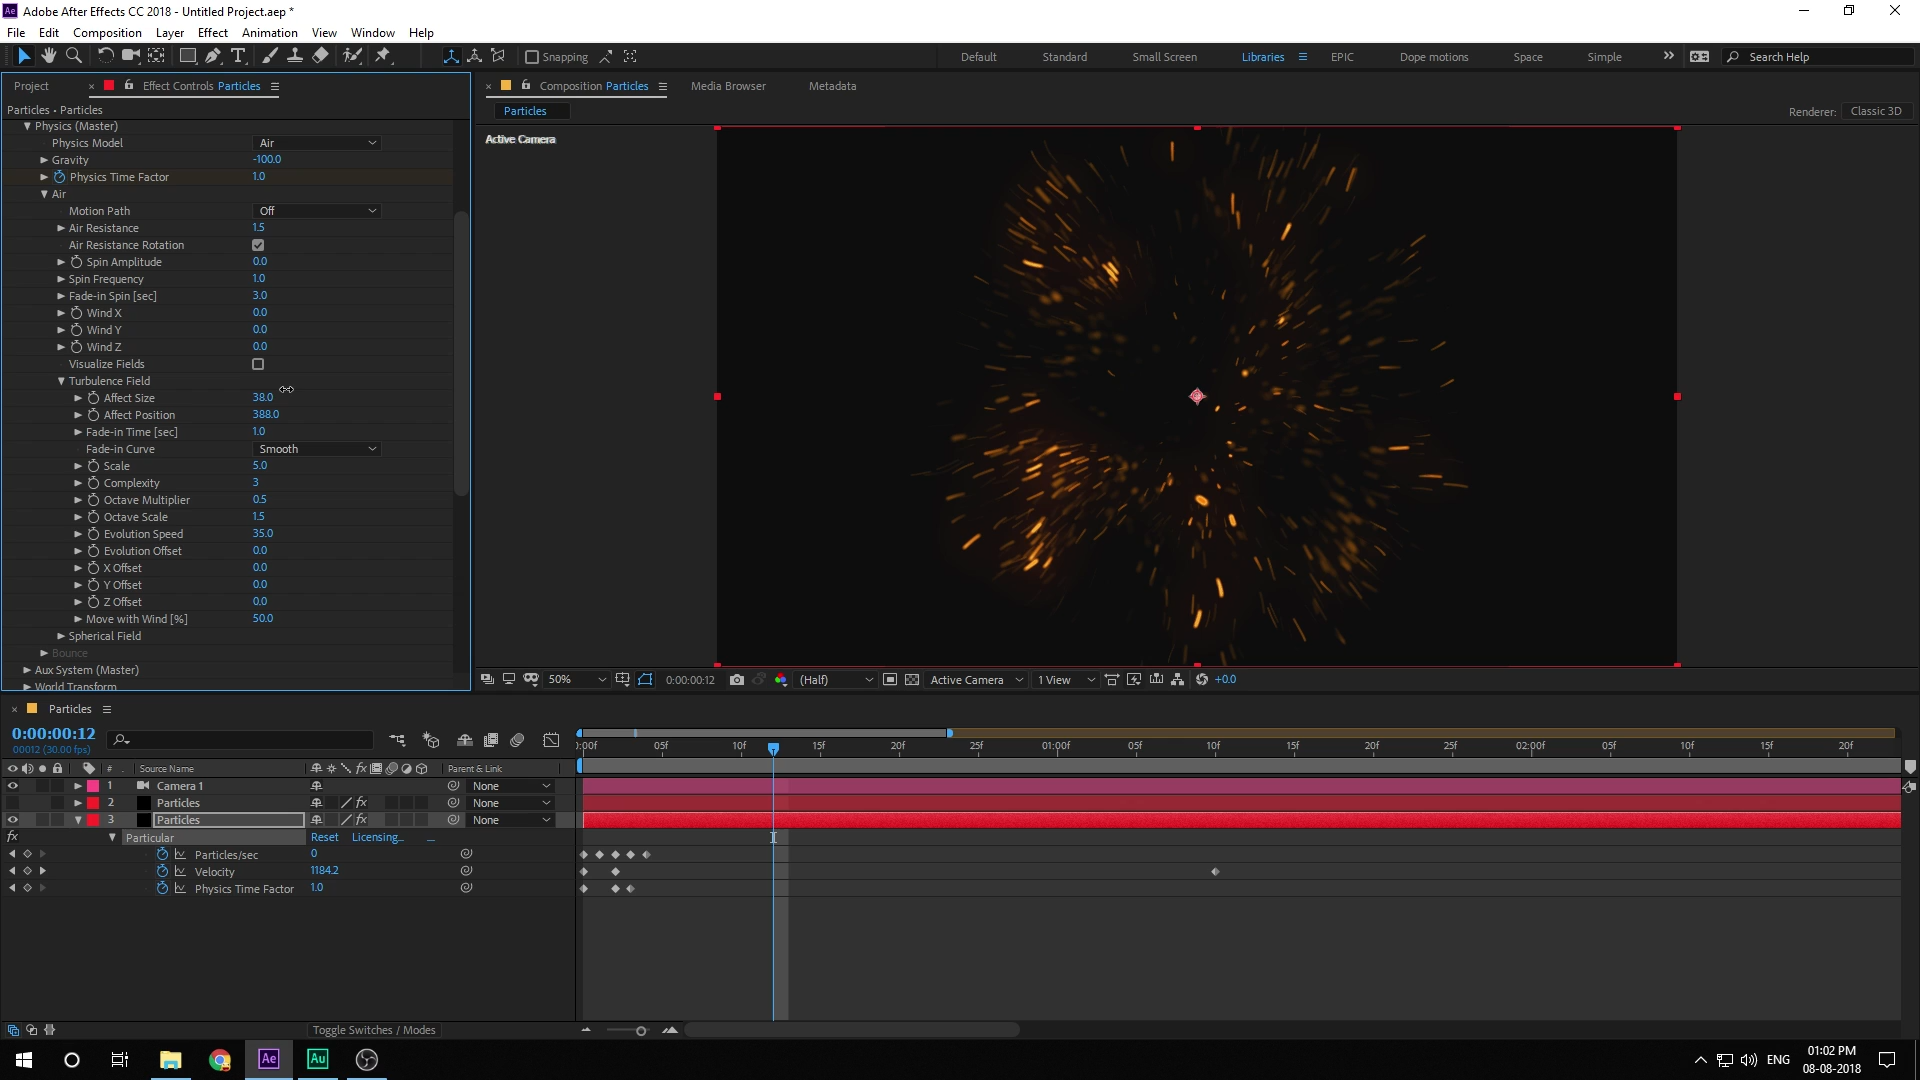 Adobe After Effects CC 2018 - Untitled Project.aep *
File Edit Composition Layer Effect Animation View Window Help
Snapping
Default Standard Small Screen Libraries EPIC Dope motions Space Simple Search Help
Project Effect Controls Particles
Composition Particles Media Browser Metadata
Particles • Particles
Particles
Renderer: Classic 3D
Active Camera
Physics (Master)
Physics Model Air
Gravity -100.0
Physics Time Factor 1.0
Air
Motion Path Off
Air Resistance 1.5
Air Resistance Rotation
Spin Amplitude 0.0
Spin Frequency 1.0
Fade-in Spin [sec] 3.0
Wind X 0.0
Wind Y 0.0
Wind Z 0.0
Visualize Fields
Turbulence Field
Affect Size 38.0
Affect Position 388.0
Fade-in Time [sec] 1.0
Fade-in Curve Smooth
Scale 5.0
Complexity 3
Octave Multiplier 0.5
Octave Scale 1.5
Evolution Speed 35.0
Evolution Offset 0.0
X Offset 0.0
Y Offset 0.0
Z Offset 0.0
Move with Wind [%] 50.0
Spherical Field
Bounce
Aux System (Master)
World Transform
50% 0:00:00:12 (Half) Active Camera 1 View +0.0
Particles
0:00:00:12
00012 (30.00 fps)
:00f 05f 10f 15f 20f 25f 01:00f 05f 10f 15f 20f 25f 02:00f 05f 10f 15f 20f
# Source Name Parent & Link
1 Camera 1 None
2 Particles fx None
3 Particles fx None
fx Particular Reset Licensing...
Particles/sec 0
Velocity 1184.2
Physics Time Factor 1.0
Toggle Switches / Modes
Ae Au ENG 01:02 PM
08-08-2018